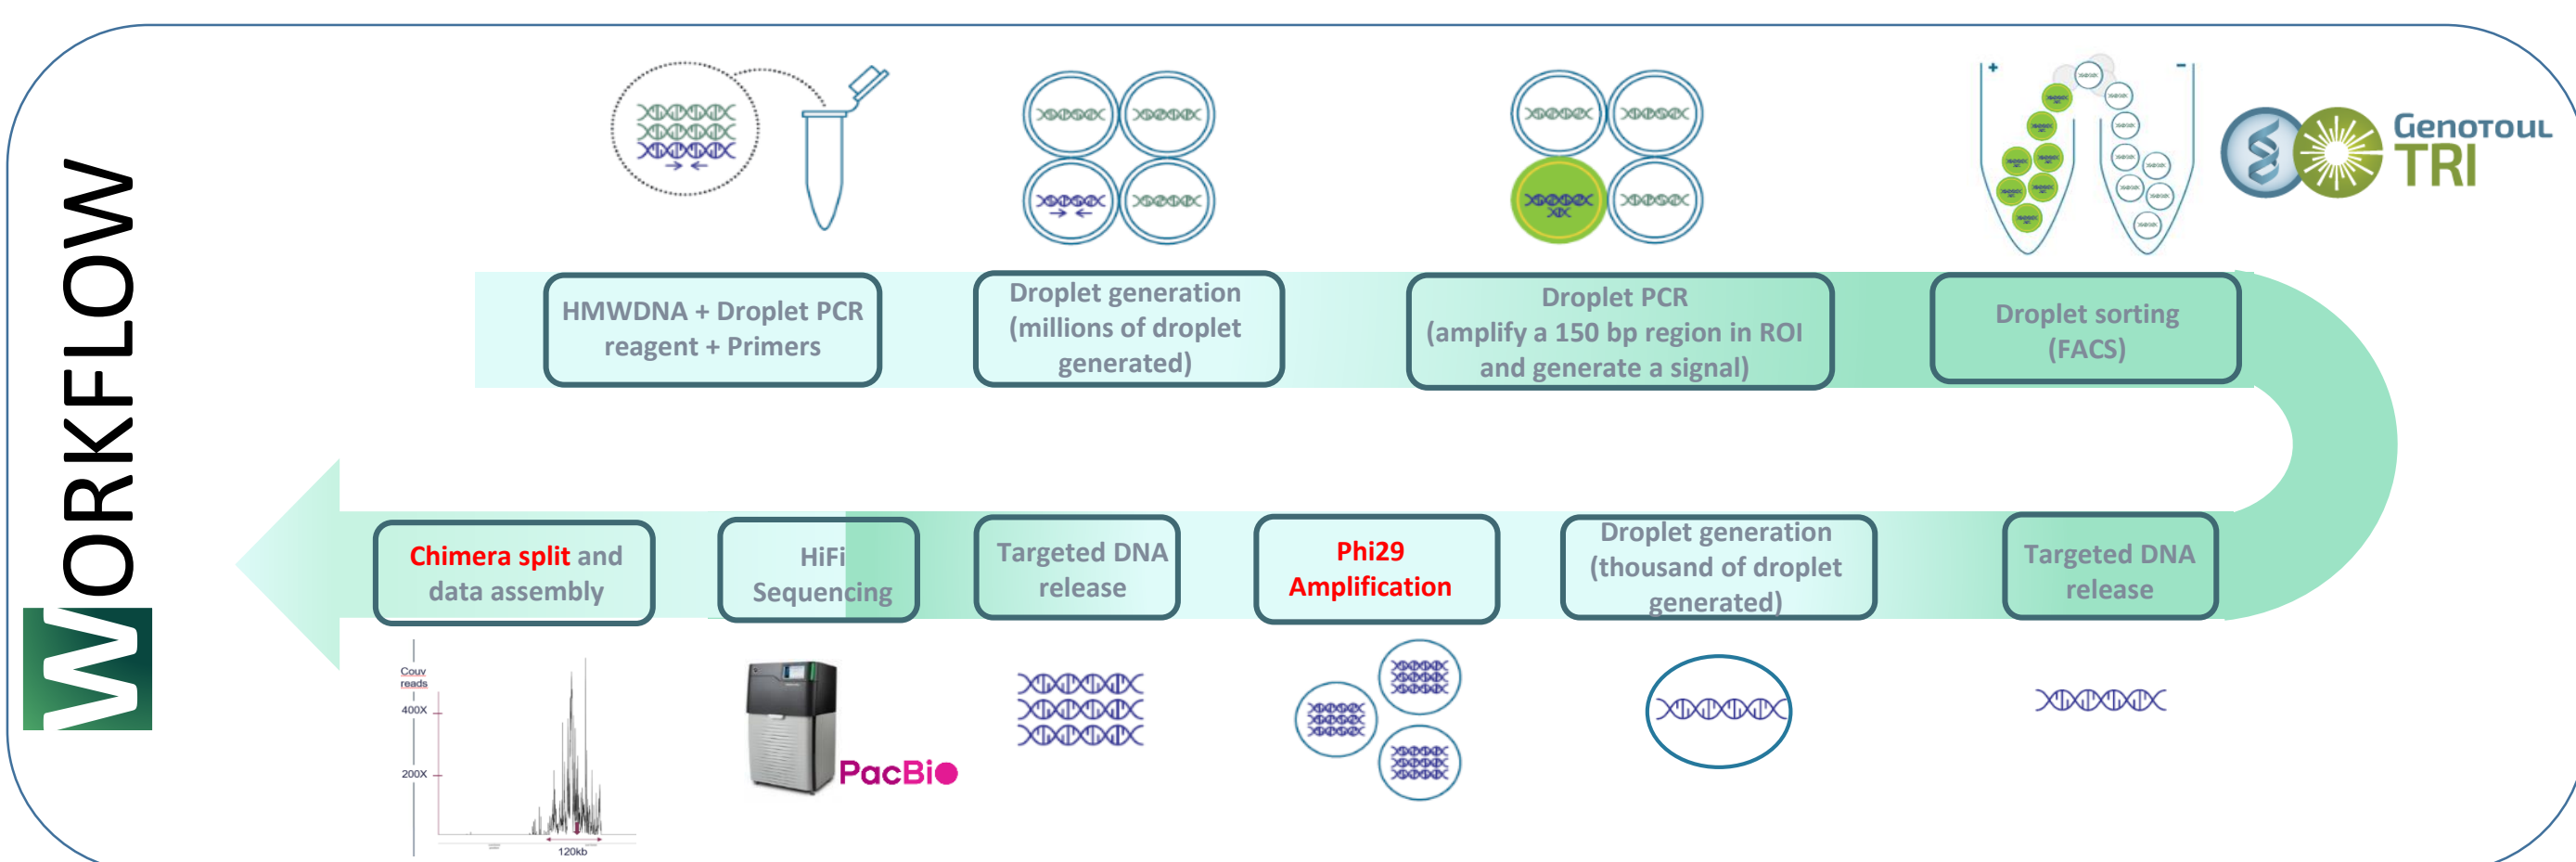 WORKFLOW
+
-
Genotoul
TRI
HMWDNA + Droplet PCR
reagent + Primers
Droplet generation
(millions of droplet
generated)
Droplet PCR
(amplify a 150 bp region in ROI
and generate a signal)
Droplet sorting
(FACS)
Targeted DNA
release
Droplet generation
(thousand of droplet
generated)
Phi29
Amplification
Targeted DNA
release
HiFi
Sequencing
Chimera split and
data assembly
PacBio
Couv
reads
400X
200X
120kb